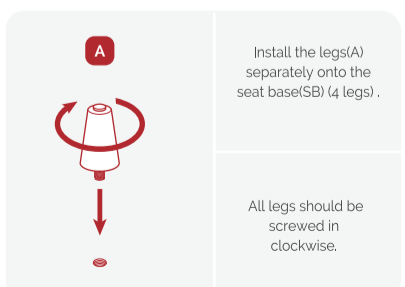 A
Install the legs(A)
separately onto the
seat base(SB) (4 legs) .
All legs should be
screwed in
clockwise.